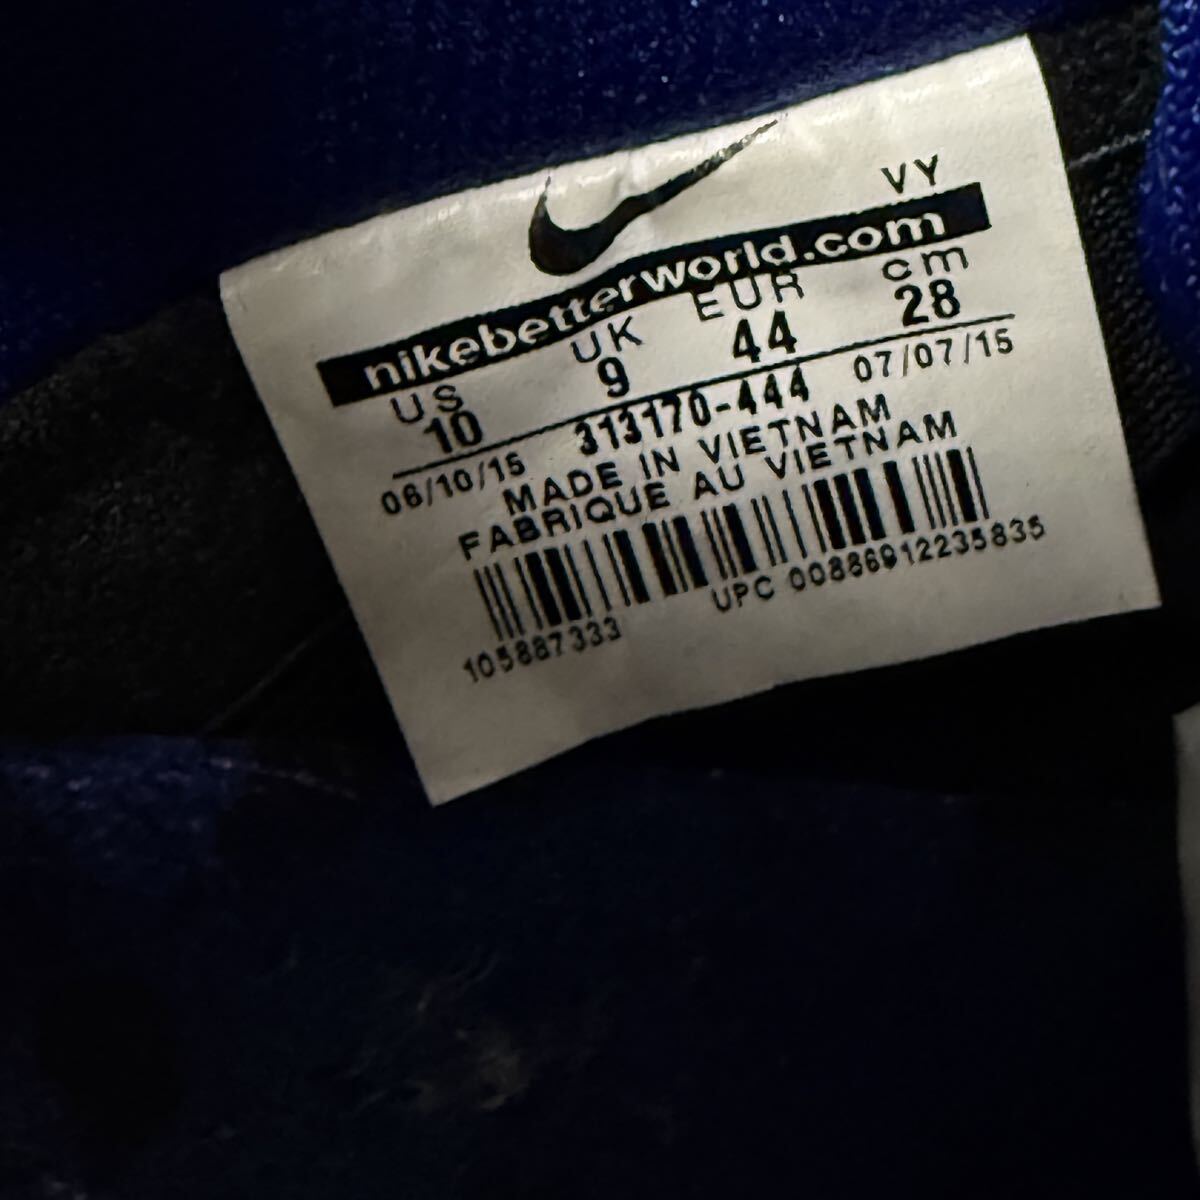 VY
nikebetterworld.com
US UK EUR cm
10 9 44 28
06/10/15 313170-444 07/07/15
MADE IN VIETNAM
FABRIQUE AU VIETNAM
105887333 UPC 00886912235835